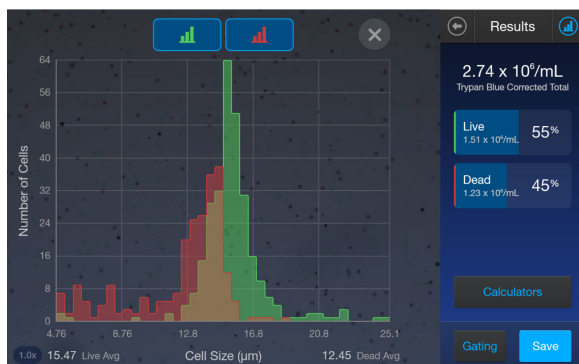 Results
2.74 x 10⁶/mL
Trypan Blue Corrected Total
Live
1.51 x 10⁶/mL
55%
Dead
1.23 x 10⁶/mL
45%
Calculators
Gating
Save
Number of Cells
64
56
48
40
32
24
16
8
0
4.76 8.76 12.8 16.8 20.8 25.1
1.0x 15.47 Live Avg Cell Size (µm) 12.45 Dead Avg